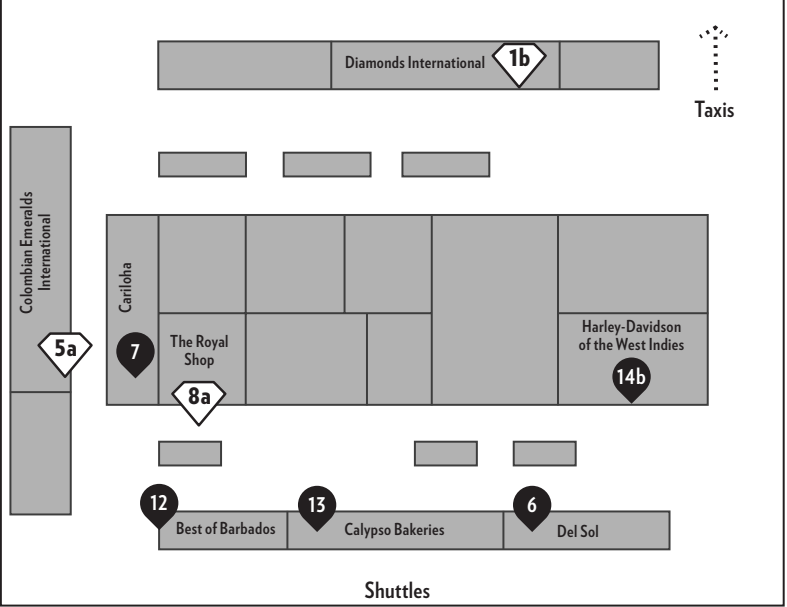 Diamonds International
1b
Taxis
Colombian Emeralds
International
5a
Cariloha
7
The Royal
Shop
8a
Harley-Davidson
of the West Indies
14b
12
Best of Barbados
13
Calypso Bakeries
6
Del Sol
Shuttles